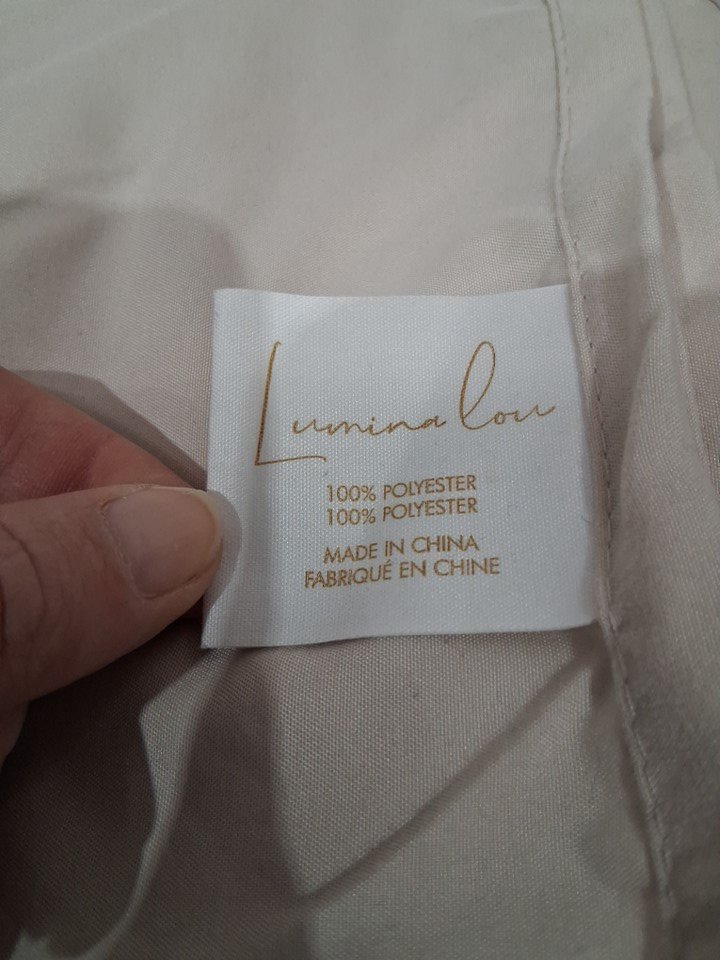 Lumina lou
100% POLYESTER
100% POLYESTER
MADE IN CHINA
FABRIQUÉ EN CHINE